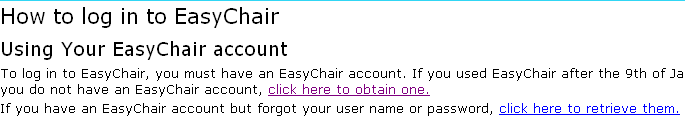 How to log in to EasyChair
Using Your EasyChair account
To log in to EasyChair, you must have an EasyChair account. If you used EasyChair after the 9th of Ja
you do not have an EasyChair account, click here to obtain one.
If you have an EasyChair account but forgot your user name or password, click here to retrieve them.